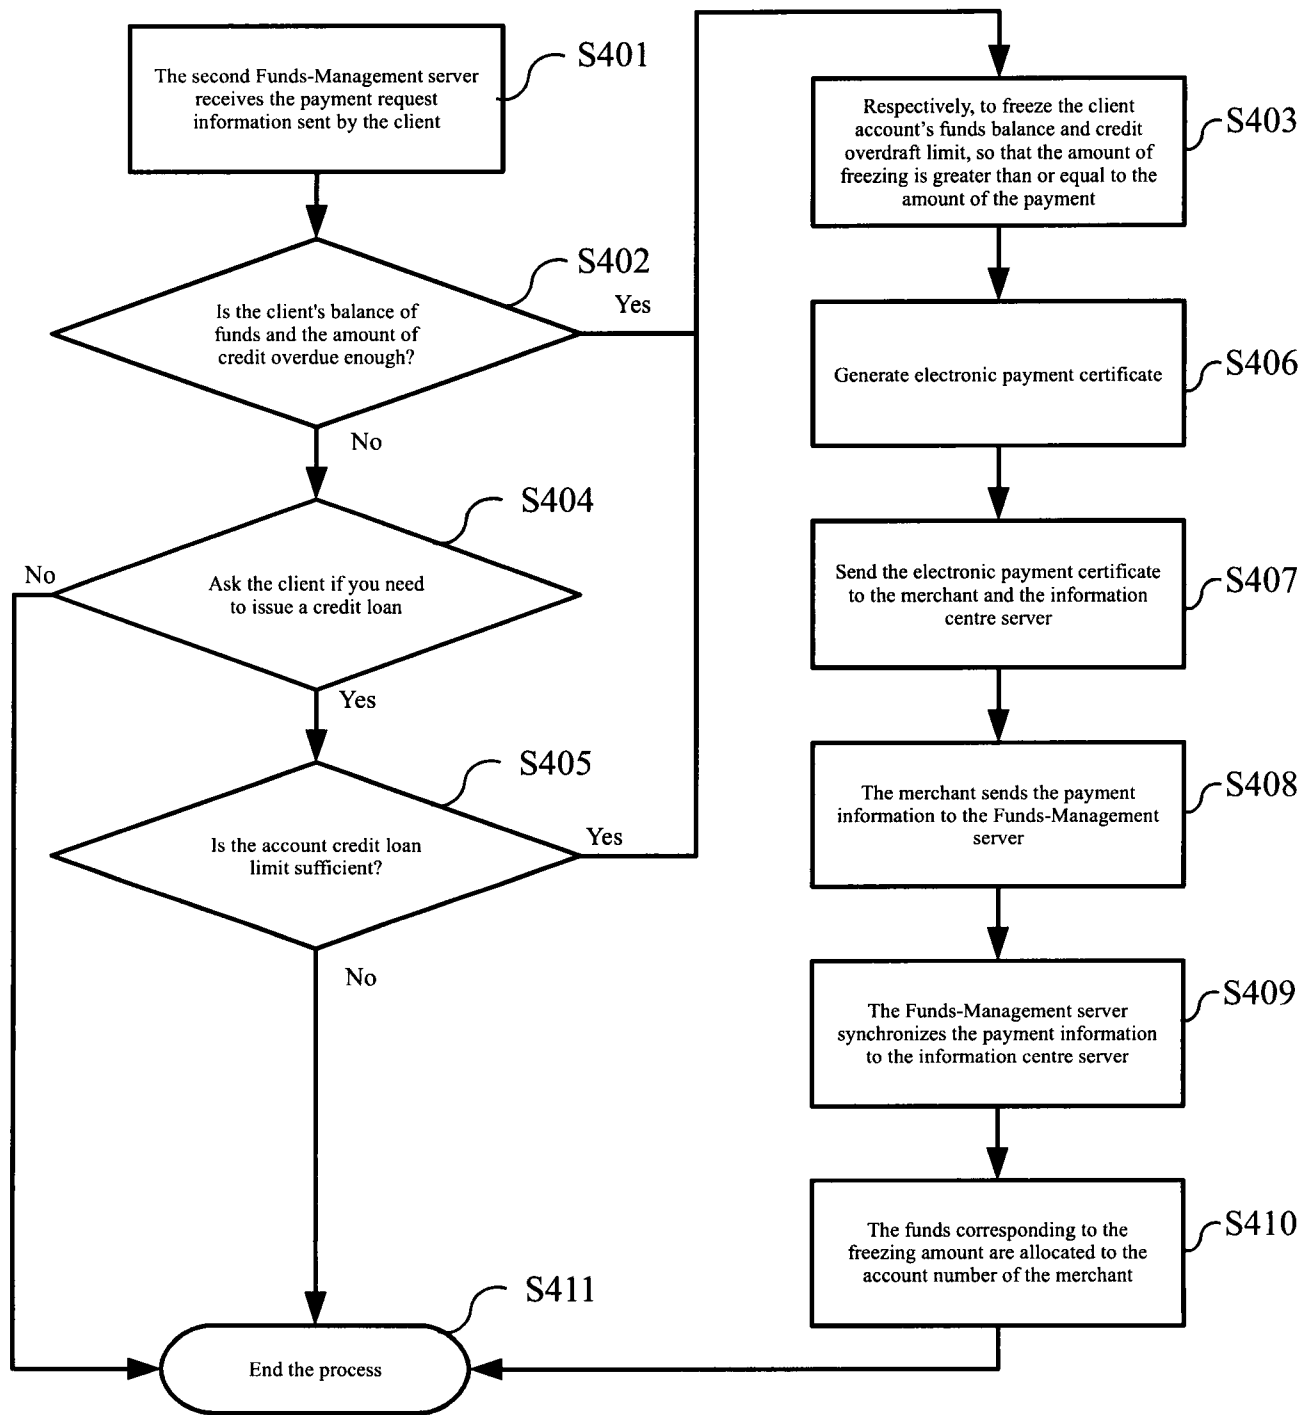 The second Funds-Management server
receives the payment request
information sent by the client
S401
Is the client's balance of
funds and the amount of
credit overdue enough?
S402
Yes
No
Ask the client if you need
to issue a credit loan
S404
No
Yes
Is the account credit loan
limit sufficient?
S405
Yes
No
Respectively, to freeze the client
account's funds balance and credit
overdraft limit, so that the amount of
freezing is greater than or equal to the
amount of the payment
S403
Generate electronic payment certificate
S406
Send the electronic payment certificate
to the merchant and the information
centre server
S407
The merchant sends the payment
information to the Funds-Management
server
S408
The Funds-Management server
synchronizes the payment information
to the information centre server
S409
The funds corresponding to the
freezing amount are allocated to the
account number of the merchant
S410
End the process
S411